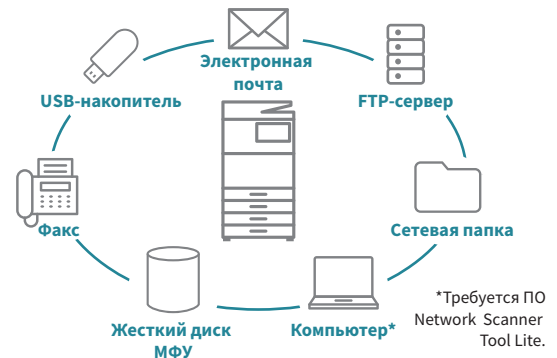 Электронная
почта
USB-накопитель
FTP-сервер
Факс
Сетевая папка
Жесткий диск
МФУ
Компьютер*
*Требуется ПО
Network Scanner
Tool Lite.